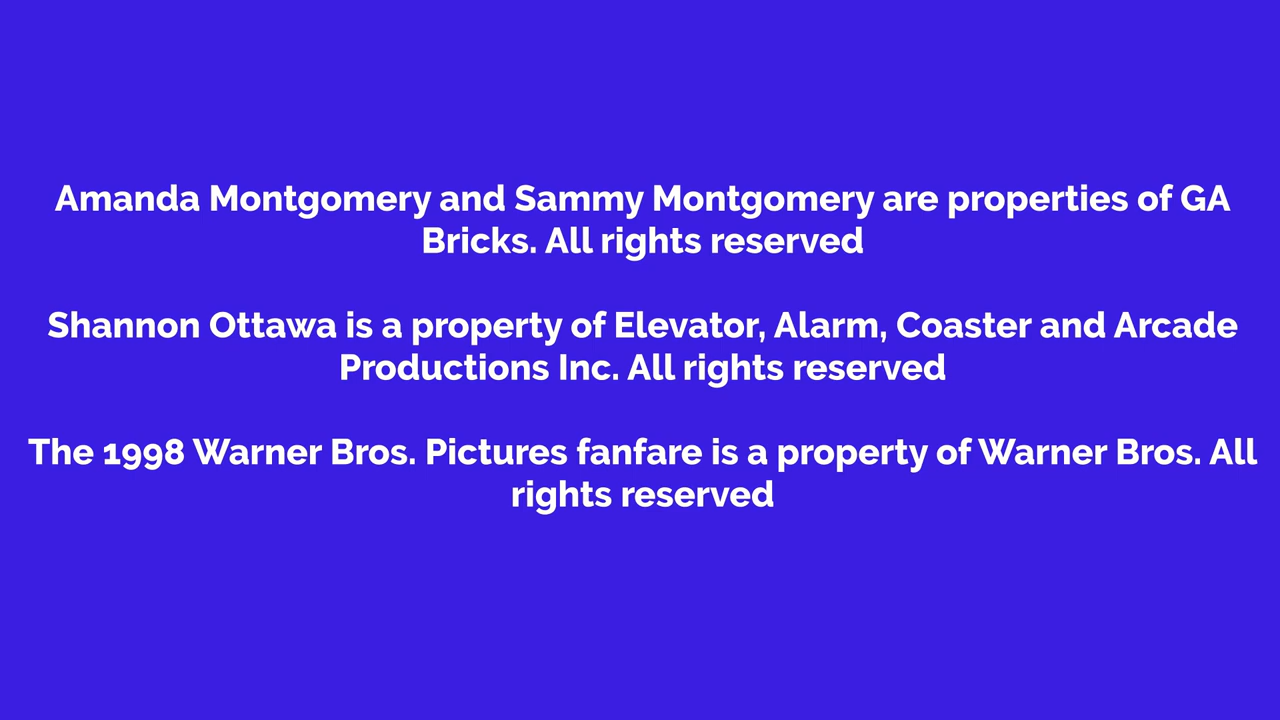 Amanda Montgomery and Sammy Montgomery are properties of GA
Bricks. All rights reserved
Shannon Ottawa is a property of Elevator, Alarm, Coaster and Arcade
Productions Inc. All rights reserved
The 1998 Warner Bros. Pictures fanfare is a property of Warner Bros. All
rights reserved